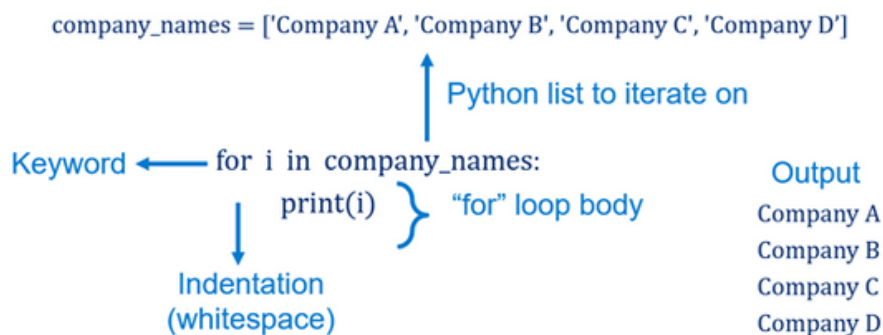 company_names = ['Company A', 'Company B', 'Company C', 'Company D’]
Python list to iterate on
Keyword
for i in company_names:
print(i)
“for” loop body
Indentation
(whitespace)
Output
Company A
Company B
Company C
Company D